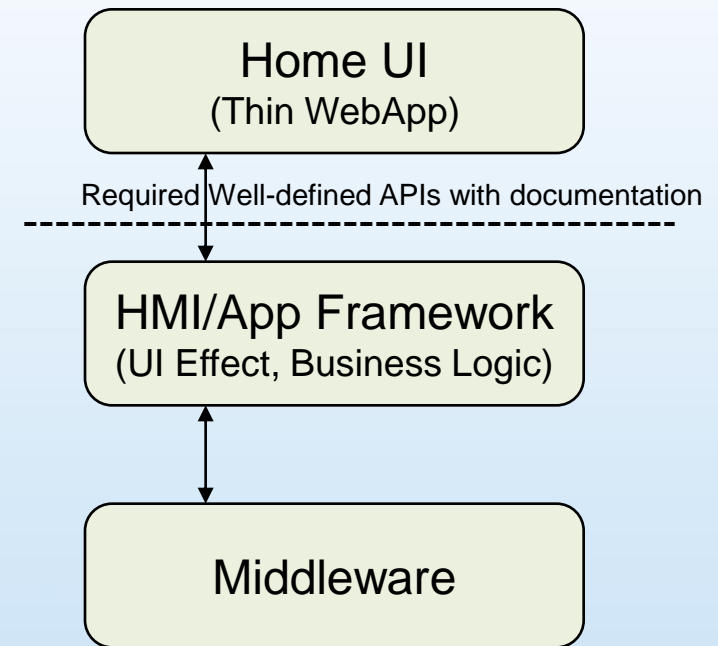 Home UI
(Thin WebApp)
Required Well-defined APIs with documentation
HMI/App Framework
(UI Effect, Business Logic)
Middleware